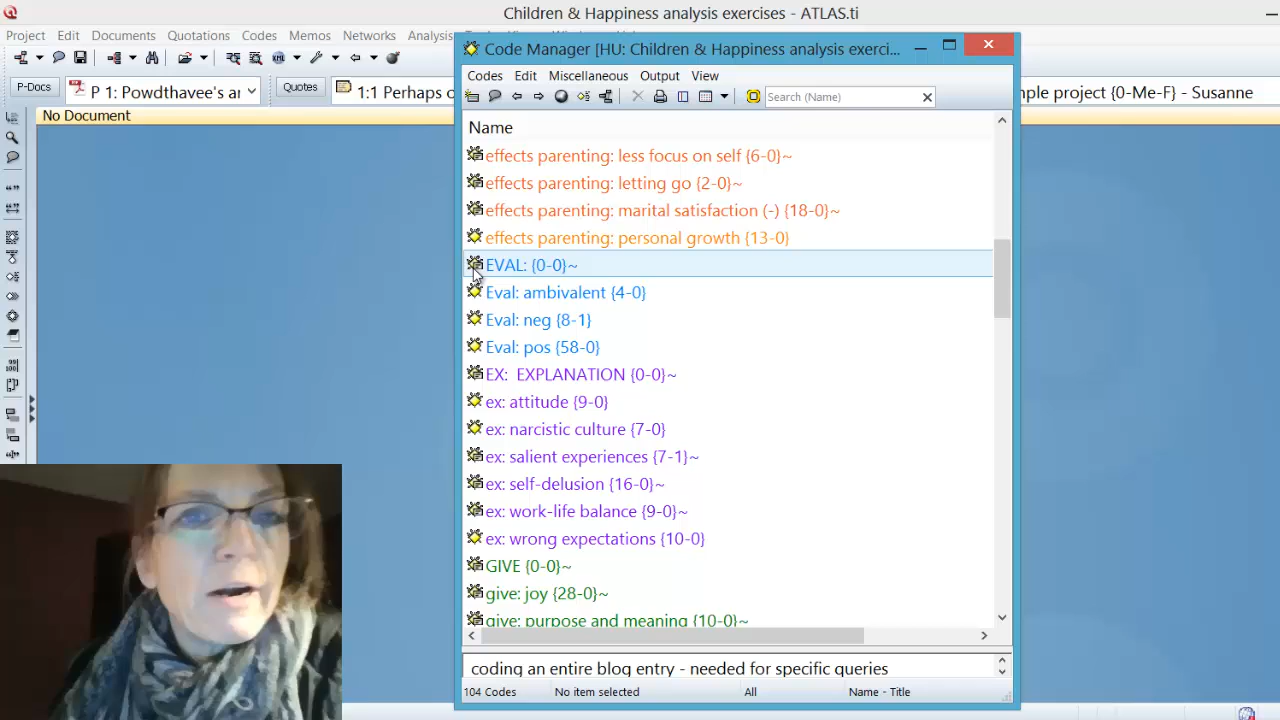 Children & Happiness analysis exercises - ATLAS.ti
Project Edit Documents Quotations Codes Memos Networks Analysis
P-Docs P 1: Powdthavee's ar Quotes 1:1 Perhaps o
mple project {0-Me-F} - Susanne
No Document
Code Manager [HU: Children & Happiness analysis exerci...
Codes Edit Miscellaneous Output View
Search (Name)
Name
effects parenting: less focus on self {6-0}~
effects parenting: letting go {2-0}~
effects parenting: marital satisfaction (-) {18-0}~
effects parenting: personal growth {13-0}
EVAL: {0-0}~
Eval: ambivalent {4-0}
Eval: neg {8-1}
Eval: pos {58-0}
EX:  EXPLANATION {0-0}~
ex: attitude {9-0}
ex: narcistic culture {7-0}
ex: salient experiences {7-1}~
ex: self-delusion {16-0}~
ex: work-life balance {9-0}~
ex: wrong expectations {10-0}
GIVE {0-0}~
give: joy {28-0}~
give: purpose and meaning {10-0}~
coding an entire blog entry - needed for specific queries
104 Codes No item selected All Name - Title